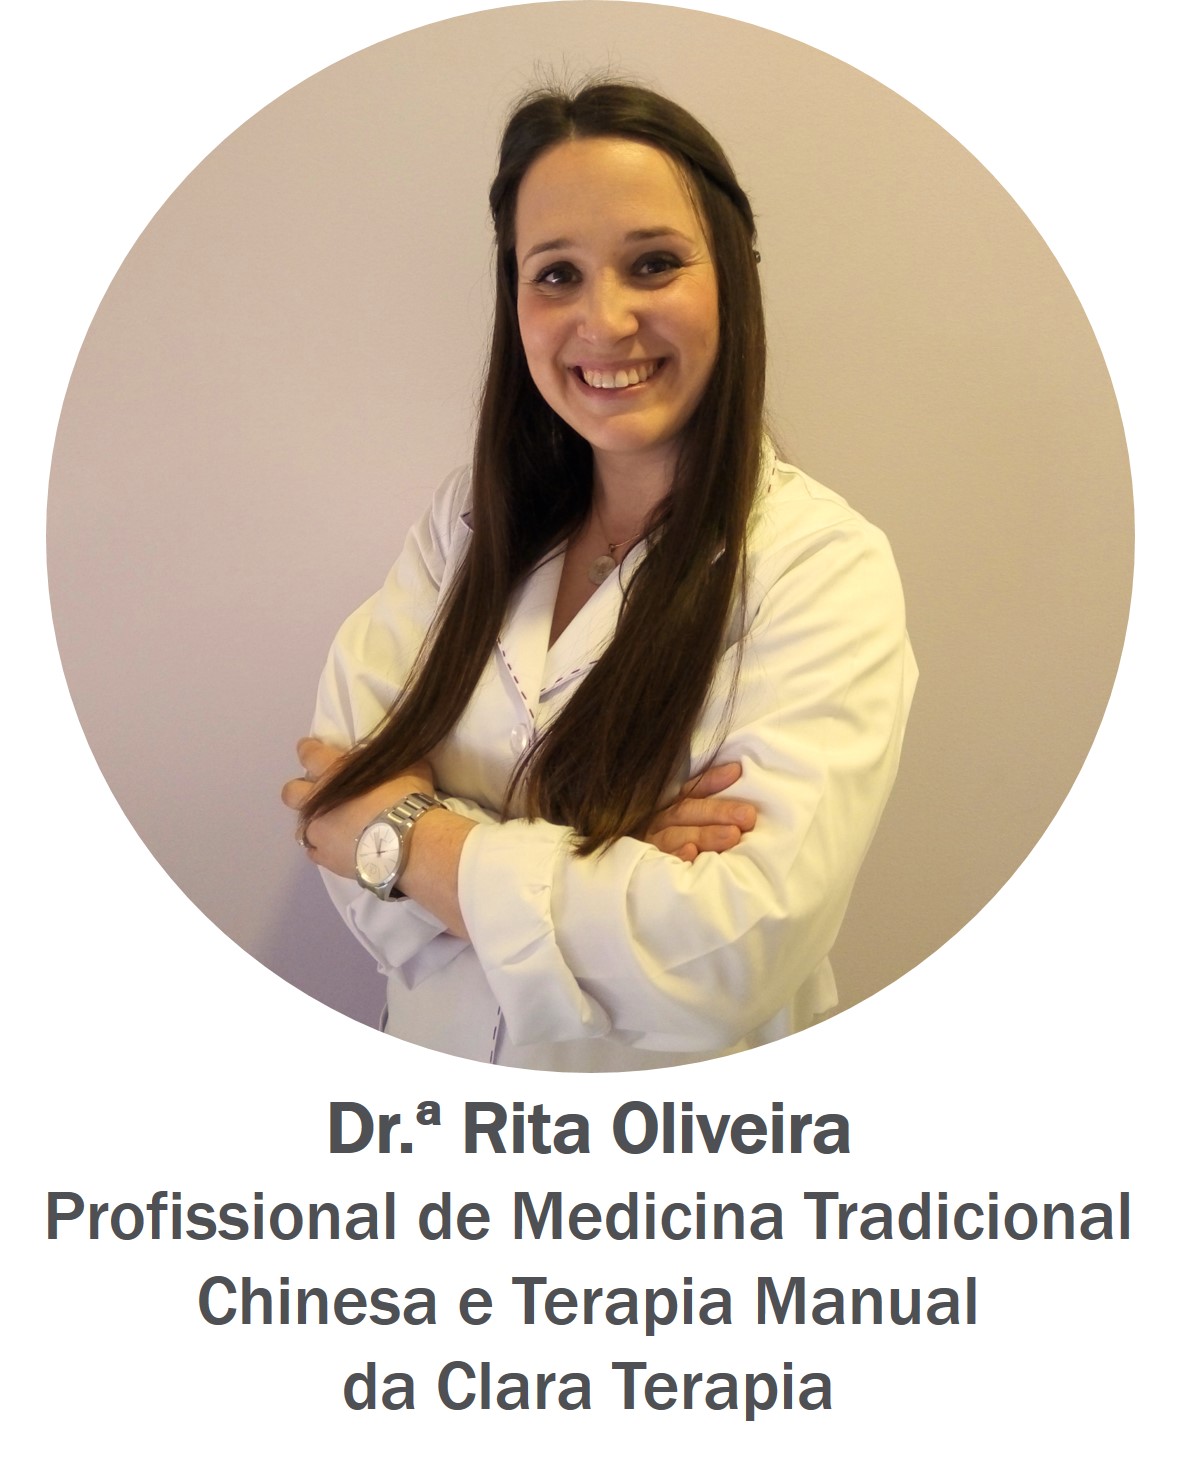 Dr.ª Rita Oliveira
Profissional de Medicina Tradicional
Chinesa e Terapia Manual
da Clara Terapia